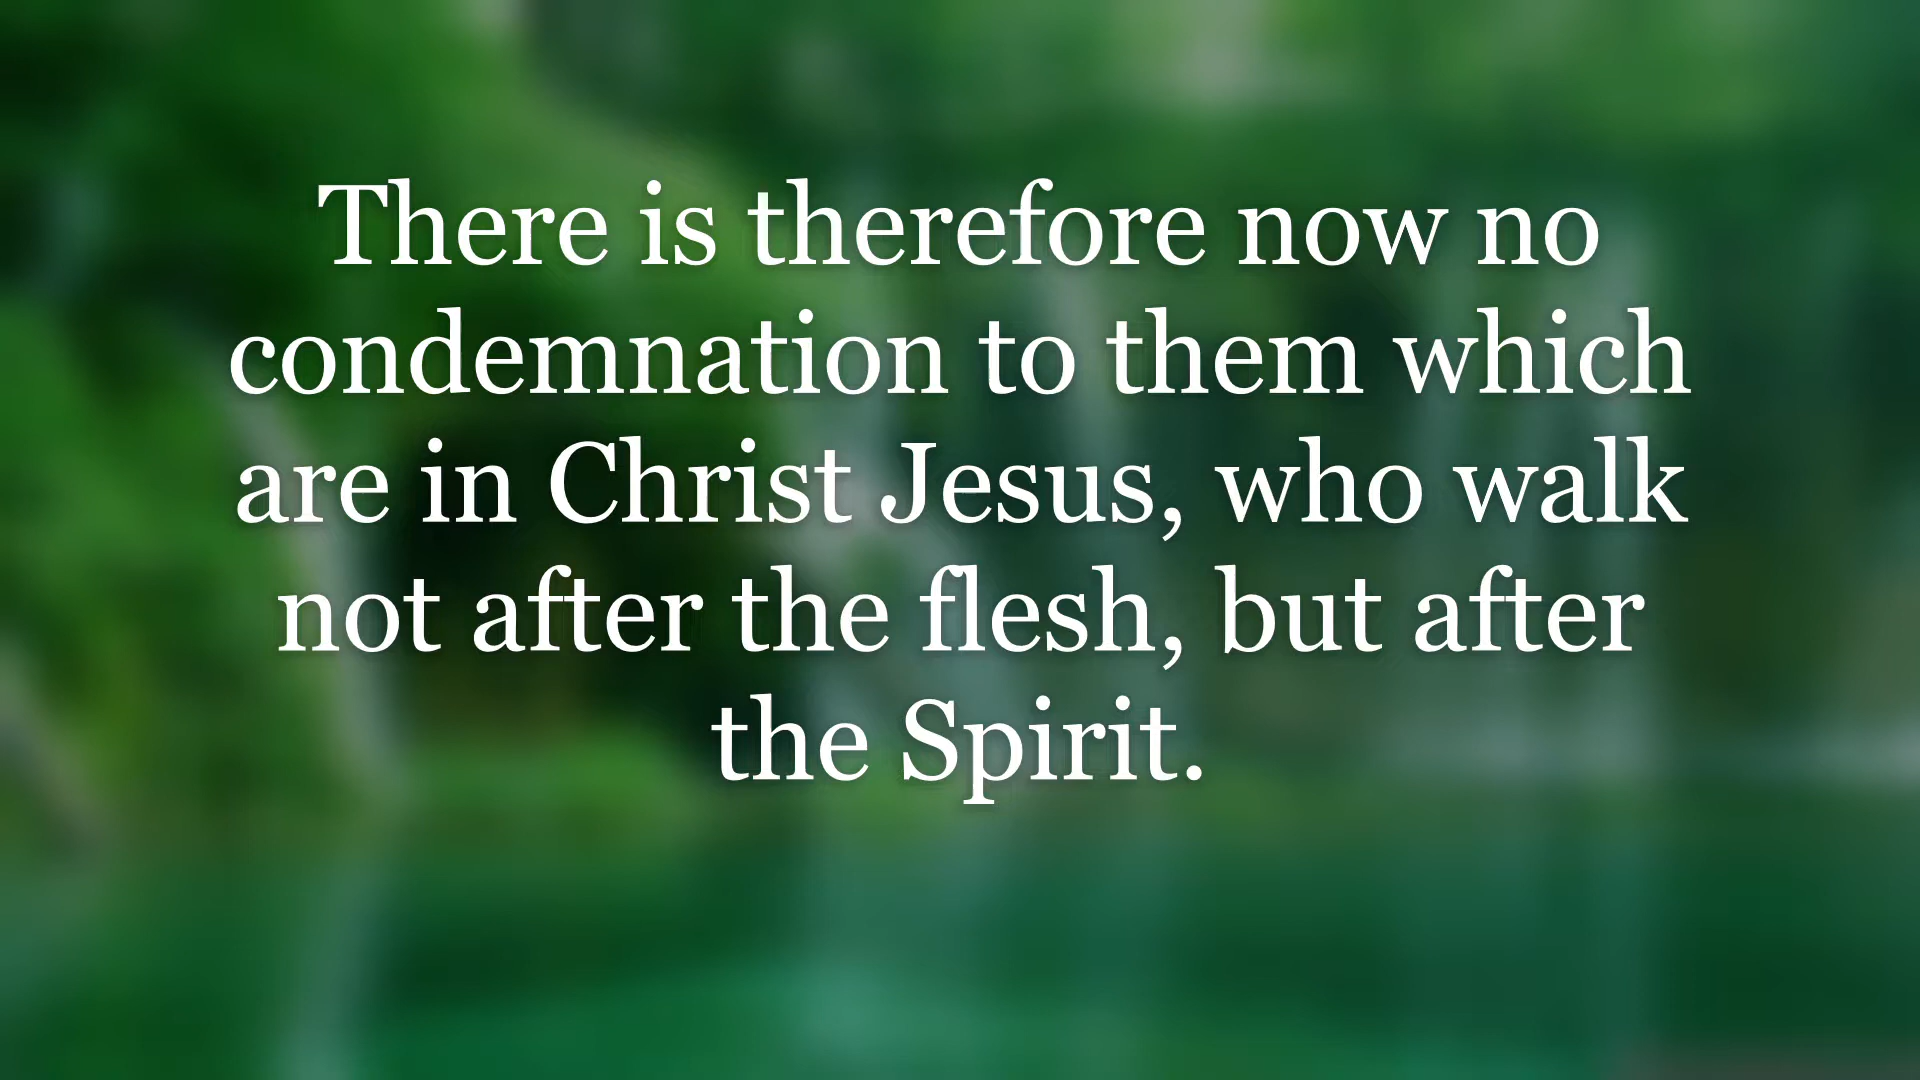 There is therefore now no
condemnation to them which
are in Christ Jesus, who walk
not after the flesh, but after
the Spirit.